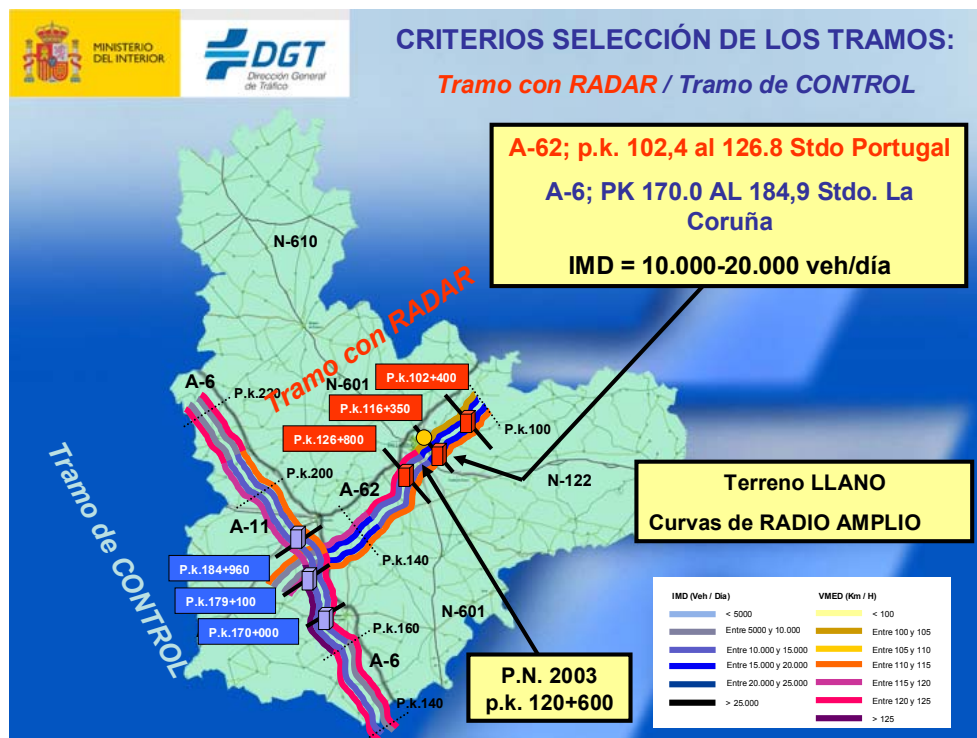 MINISTERIO
DEL INTERIOR
DGT
Dirección General
de Tráfico
CRITERIOS SELECCIÓN DE LOS TRAMOS:
Tramo con RADAR / Tramo de CONTROL
A-62; p.k. 102,4 al 126.8 Stdo Portugal
A-6; PK 170.0 AL 184,9 Stdo. La
Coruña
IMD = 10.000-20.000 veh/día
N-610
Tramo con RADAR
A-6
P.k.220
N-601
P.k.102+400
P.k.116+350
P.k.126+800
P.k.100
P.k.200
A-62
N-122
A-11
Tramo de CONTROL
Terreno LLANO
Curvas de RADIO AMPLIO
P.k.140
P.k.184+960
P.k.179+100
P.k.170+000
N-601
P.k.160
A-6
P.k.140
P.N. 2003
p.k. 120+600
IMD (Veh / Dia)
< 5000
Entre 5000 y 10.000
Entre 10.000 y 15.000
Entre 15.000 y 20.000
Entre 20.000 y 25.000
> 25.000
VMED (Km / H)
< 100
Entre 100 y 105
Entre 105 y 110
Entre 110 y 115
Entre 115 y 120
Entre 120 y 125
> 125